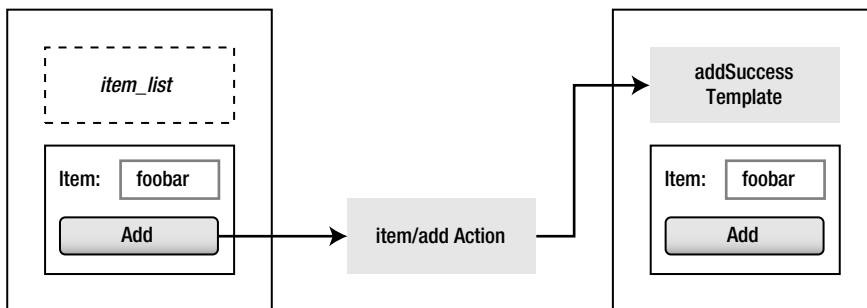 item_list
Item:
foobar
Add
item/add Action
addSuccess
Template
Item:
foobar
Add